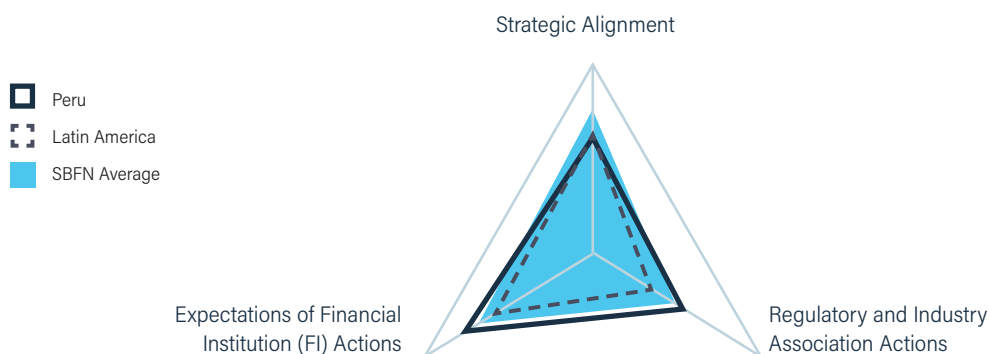 Strategic Alignment
Peru
Latin America
SBFN Average
Expectations of Financial
Institution (FI) Actions
Regulatory and Industry
Association Actions